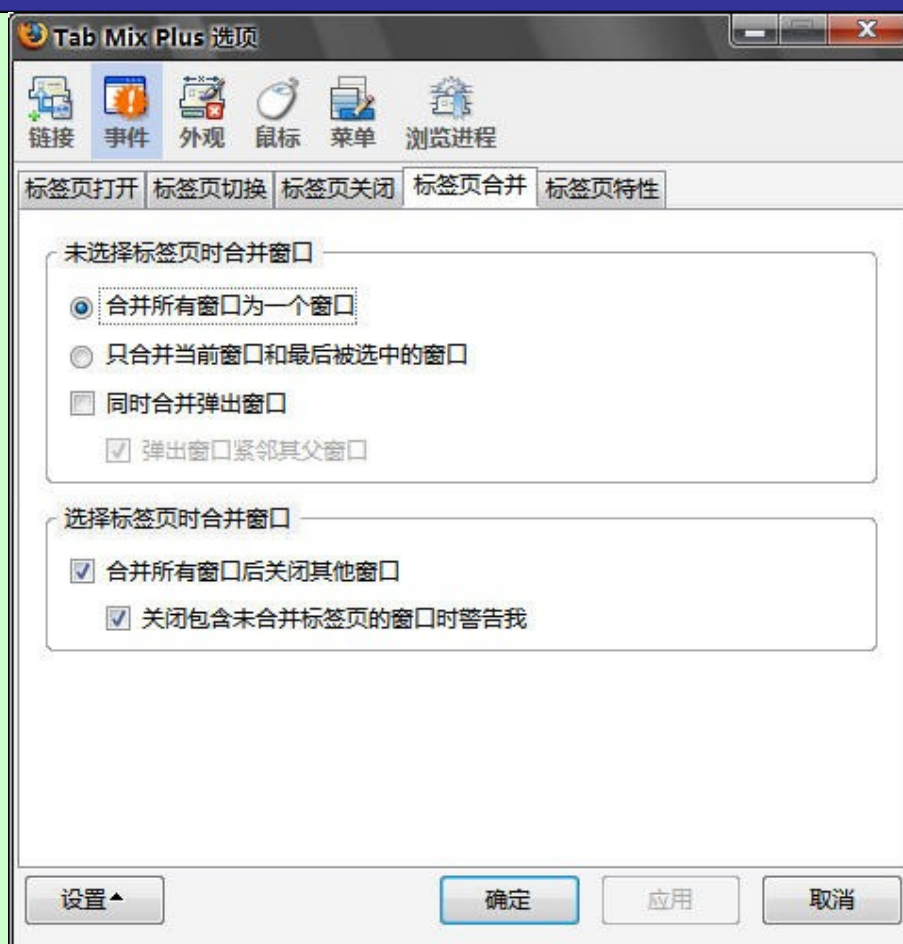 Tab Mix Plus 选项
链接 事件 外观 鼠标 菜单 浏览进程
标签页打开 标签页切换 标签页关闭 标签页合并 标签页特性
未选择标签页时合并窗口
合并所有窗口为一个窗口
只合并当前窗口和最后被选中的窗口
同时合并弹出窗口
弹出窗口紧邻其父窗口
选择标签页时合并窗口
合并所有窗口后关闭其他窗口
关闭包含未合并标签页的窗口时警告我
设置 确定 应用 取消